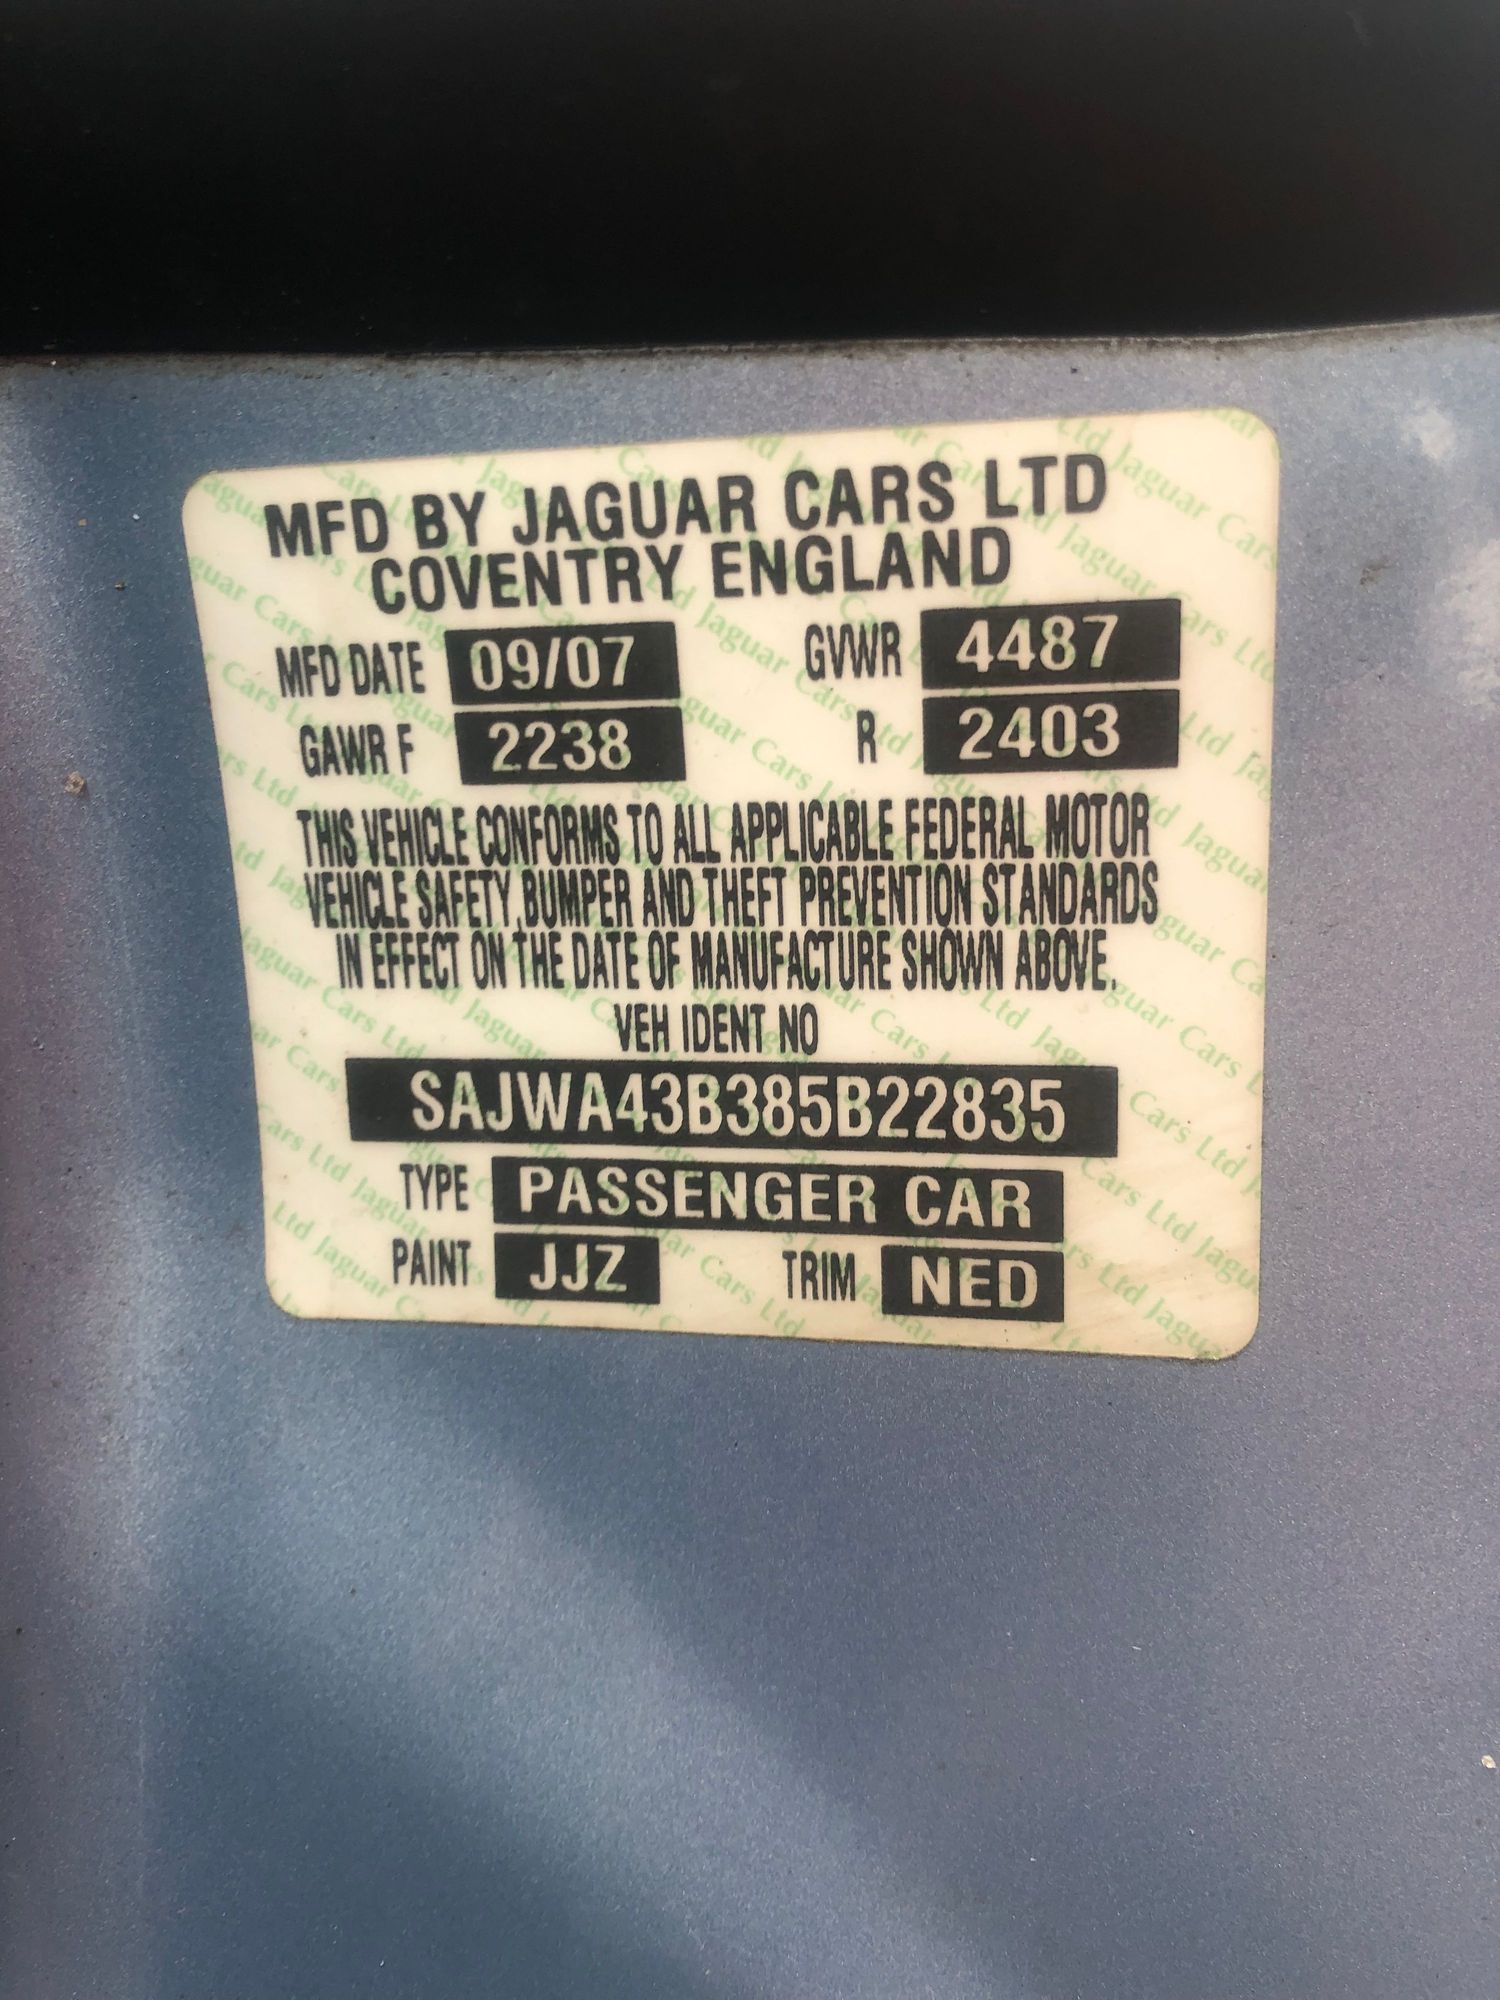 MFD BY JAGUAR CARS LTD
COVENTRY ENGLAND
MFD DATE 09/07 GVWR 4487
GAWR F 2238 R 2403
THIS VEHICLE CONFORMS TO ALL APPLICABLE FEDERAL MOTOR
VEHICLE SAFETY, BUMPER AND THEFT PREVENTION STANDARDS
IN EFFECT ON THE DATE OF MANUFACTURE SHOWN ABOVE.
VEH IDENT NO
SAJWA43B385B22835
TYPE PASSENGER CAR
PAINT JJZ TRIM NED